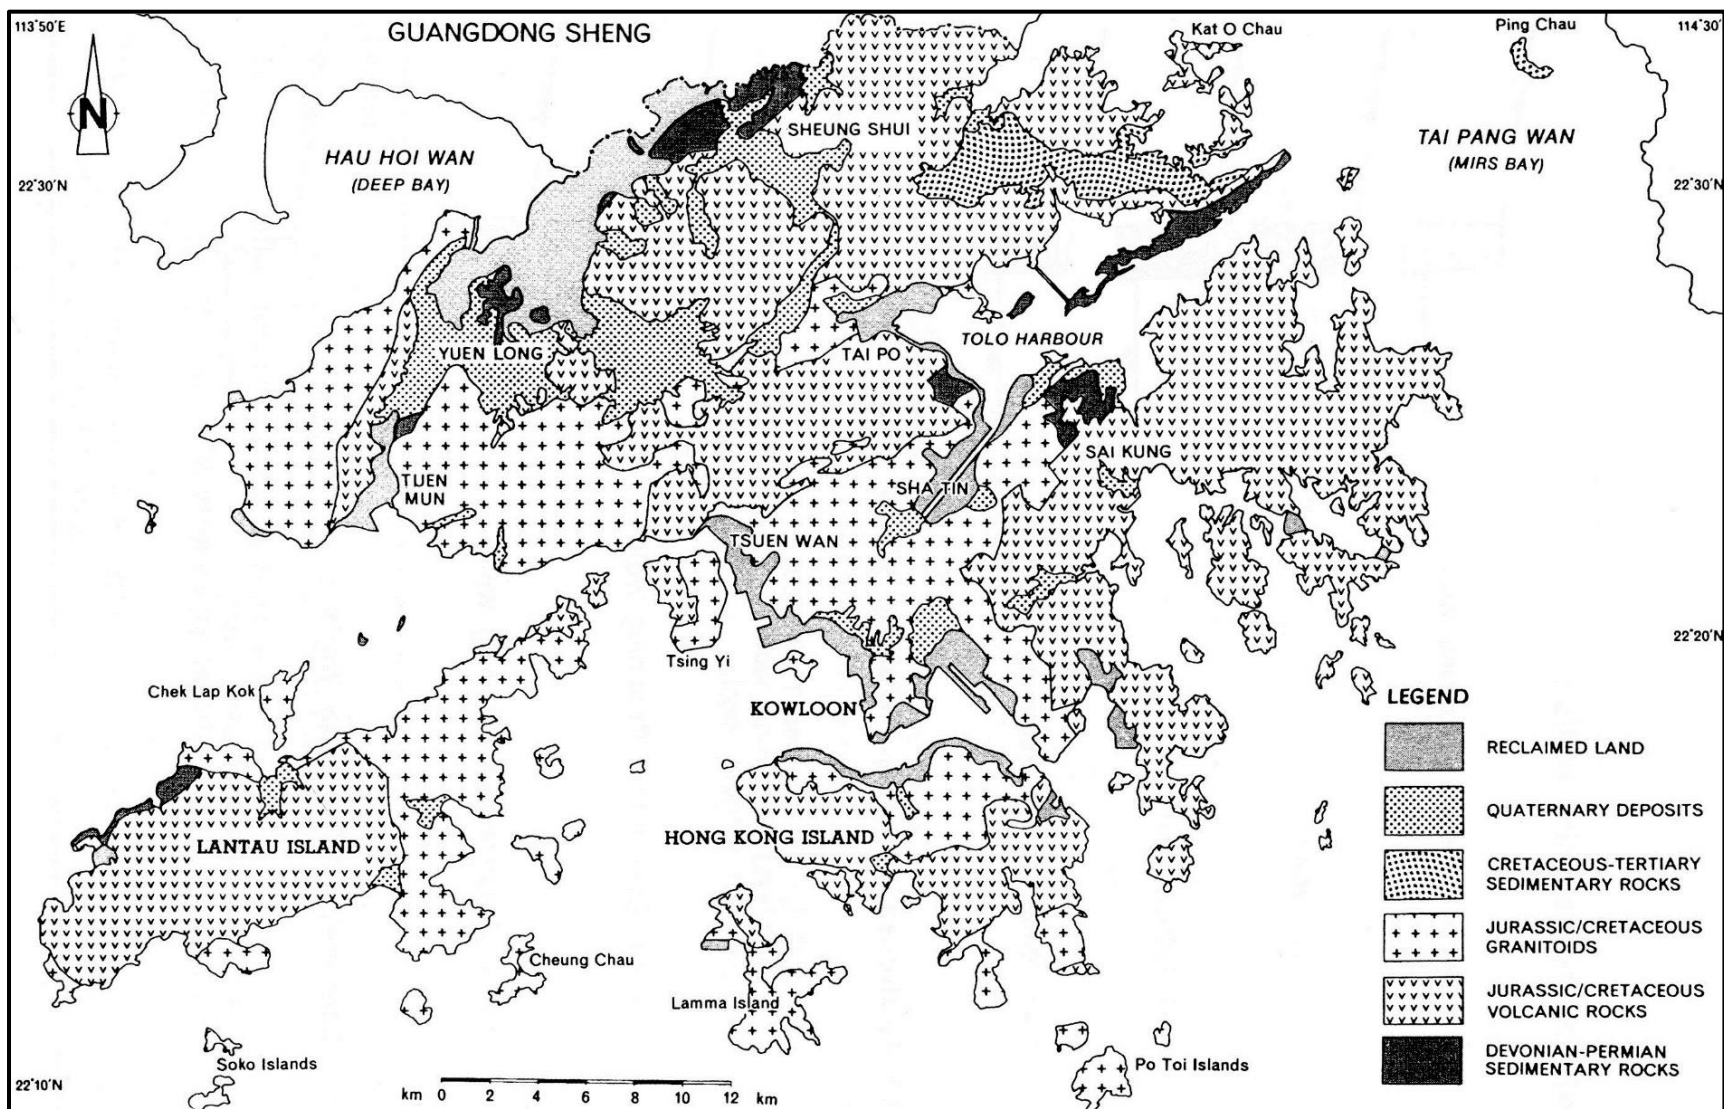 113°50'E
GUANGDONG SHENG
Kat O Chau
Ping Chau
114°30'
N
HAU HOI WAN
(DEEP BAY)
SHEUNG SHUI
TAI PANG WAN
(MIRS BAY)
22°30'N
22°30'N
YUEN LONG
TAI PO
TOLO HARBOUR
SAI KUNG
TUEN
MUN
SHA TIN
TSUEN WAN
22°20'N
Tsing Yi
Chek Lap Kok
KOWLOON
LEGEND
RECLAIMED LAND
QUATERNARY DEPOSITS
LANTAU ISLAND
HONG KONG ISLAND
CRETACEOUS-TERTIARY
SEDIMENTARY ROCKS
JURASSIC/CRETACEOUS
GRANITOIDS
Cheung Chau
Lamma Island
JURASSIC/CRETACEOUS
VOLCANIC ROCKS
Soko Islands
Po Toi Islands
DEVONIAN-PERMIAN
SEDIMENTARY ROCKS
22°10'N
km 0 2 4 6 8 10 12 km